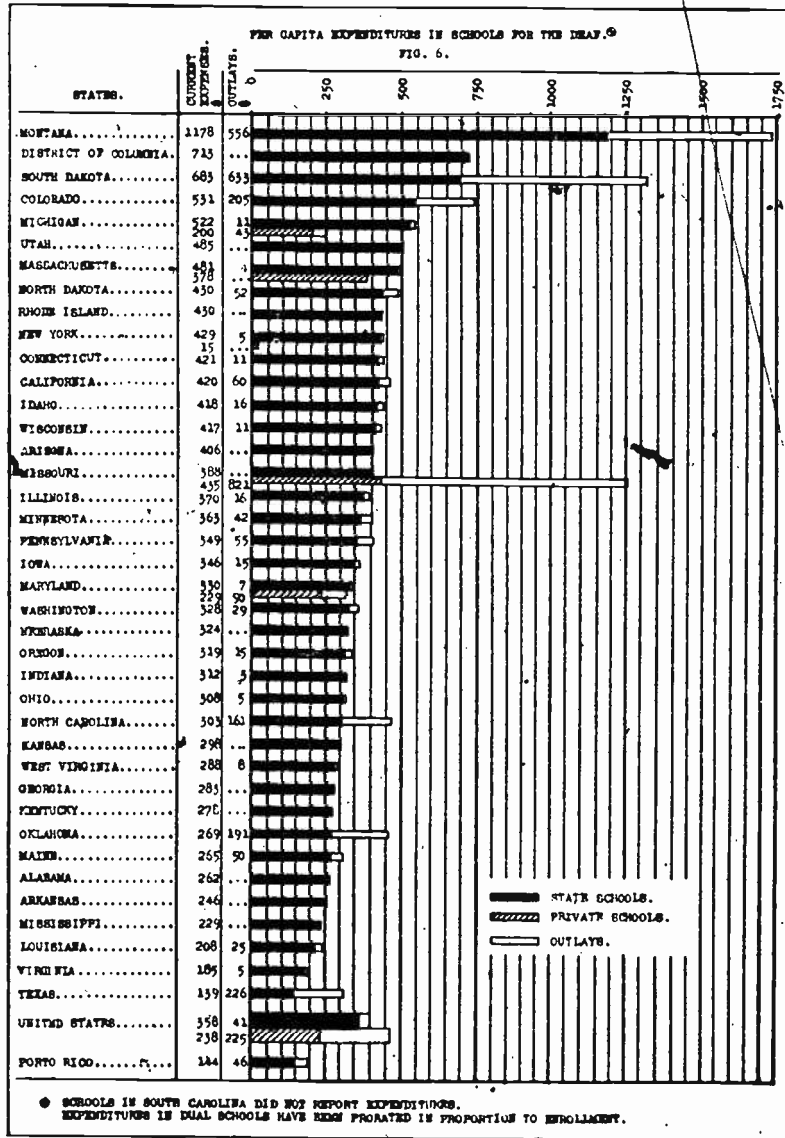 PER CAPITA EXPENDITURES IN SCHOOLS FOR THE DEAF.
FIG. 6.
STATES. CURRENT EXPENSES. $ OUTLAYS. $ 0 250 500 750 1000 1250 1500 1750
MONTANA 1178 556
DISTRICT OF COLUMBIA. 713 ...
SOUTH DAKOTA 683 633
COLORADO 531 205
MICHIGAN 522 11
200 43
UTAH 485 ...
MASSACHUSETTS 481 4
378 ...
NORTH DAKOTA 430 52
RHODE ISLAND 430 ...
NEW YORK 429 5
15 ...
CONNECTICUT 421 11
CALIFORNIA 420 60
IDAHO 418 16
WISCONSIN 417 11
ARIZONA 406 ...
MISSOURI 388 ...
435 821
ILLINOIS 370 16
MINNESOTA 363 42
PENNSYLVANIA 349 55
IOWA 346 15
MARYLAND 330 7
229 90
WASHINGTON 328 29
NEBRASKA 324 ...
OREGON 319 15
INDIANA 312 3
OHIO 308 5
NORTH CAROLINA 303 161
KANSAS 298 ...
WEST VIRGINIA 288 8
GEORGIA 283 ...
KENTUCKY ...
OKLAHOMA 269 191
MAINE 265 50
ALABAMA 262 ...
ARKANSAS 246 ...
MISSISSIPPI 229 ...
LOUISIANA 208 25
VIRGINIA 185 5
TEXAS 139 226
UNITED STATES 358 41
238 225
PORTO RICO 144 46
STATE SCHOOLS.
PRIVATE SCHOOLS.
OUTLAYS.
SCHOOLS IN SOUTH CAROLINA DID NOT REPORT EXPENDITURES.
EXPENDITURES IN DUAL SCHOOLS HAVE BEEN PRORATED IN PROPORTION TO ENROLLMENT.